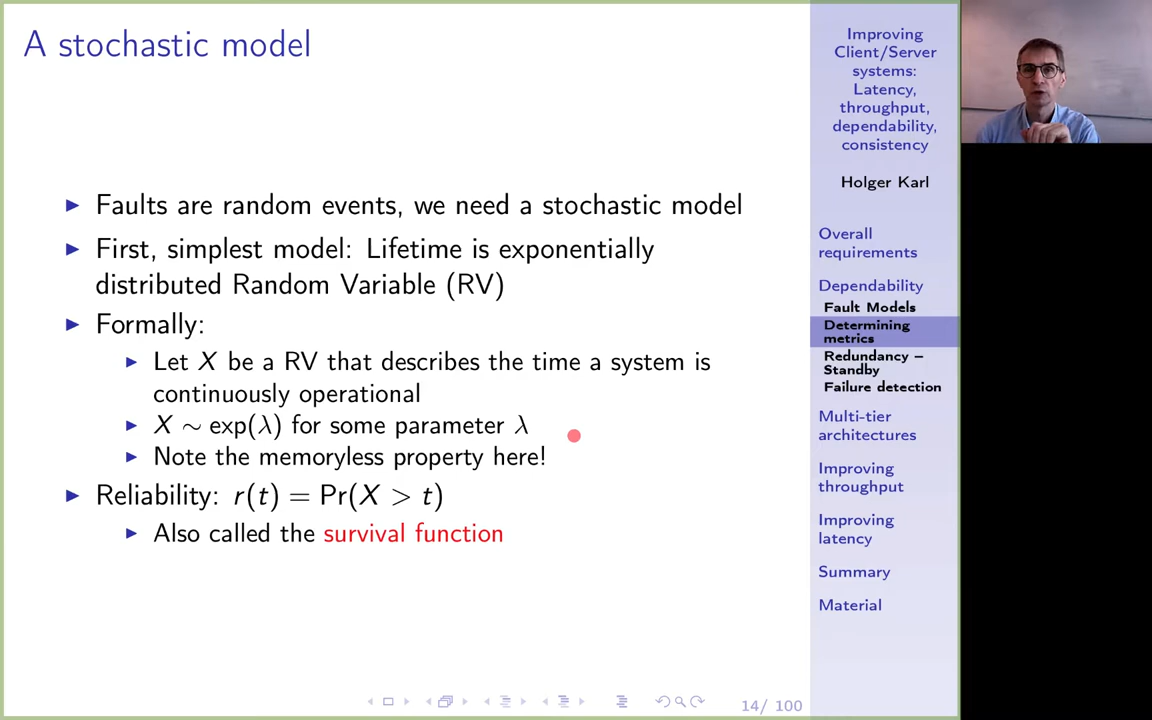 A stochastic model
▶ Faults are random events, we need a stochastic model
▶ First, simplest model: Lifetime is exponentially
distributed Random Variable (RV)
▶ Formally:
▶ Let X be a RV that describes the time a system is
continuously operational
▶ X ∼ exp(λ) for some parameter λ
▶ Note the memoryless property here!
▶ Reliability: r(t) = Pr(X > t)
▶ Also called the survival function
14/ 100
Improving
Client/Server
systems:
Latency,
throughput,
dependability,
consistency
Holger Karl
Overall
requirements
Dependability
Fault Models
Determining
metrics
Redundancy –
Standby
Failure detection
Multi-tier
architectures
Improving
throughput
Improving
latency
Summary
Material